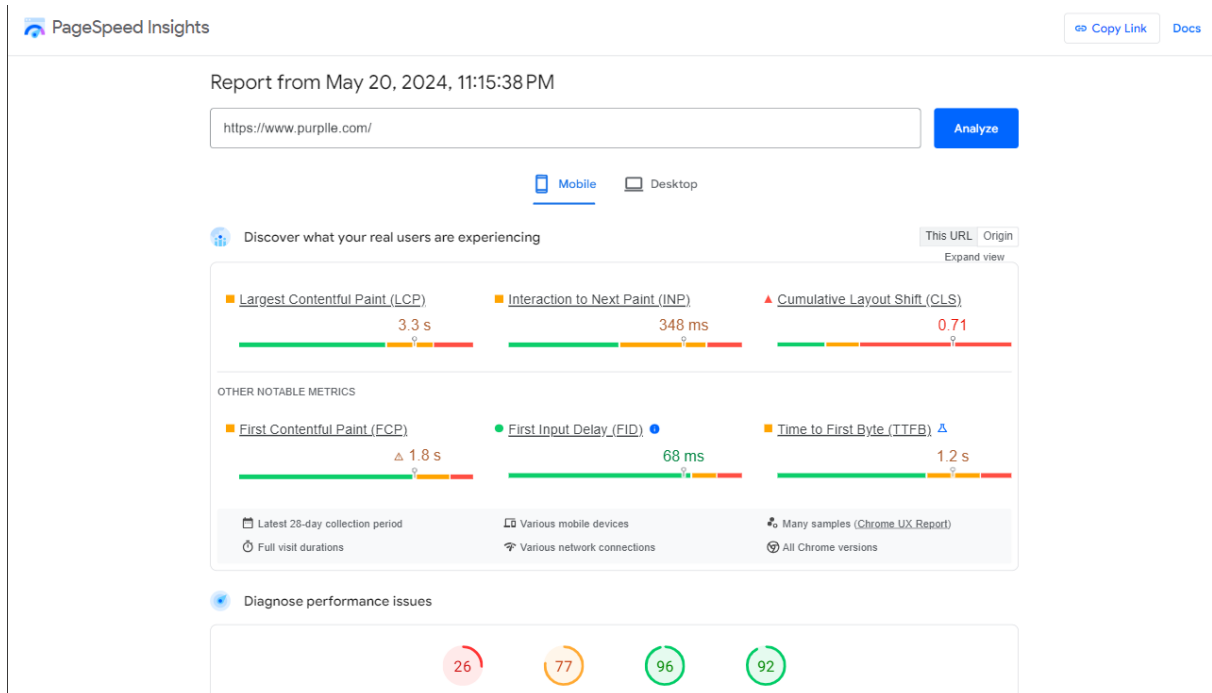 PageSpeed Insights
Copy Link Docs
Report from May 20, 2024, 11:15:38 PM
https://www.purplle.com/
Analyze
Mobile Desktop
Discover what your real users are experiencing
This URL Origin
Expand view
Largest Contentful Paint (LCP) Interaction to Next Paint (INP) Cumulative Layout Shift (CLS)
3.3 s 348 ms 0.71
OTHER NOTABLE METRICS
First Contentful Paint (FCP) First Input Delay (FID) Time to First Byte (TTFB)
1.8 s 68 ms 1.2 s
Latest 28-day collection period Various mobile devices Many samples (Chrome UX Report)
Full visit durations Various network connections All Chrome versions
Diagnose performance issues
26 77 96 92